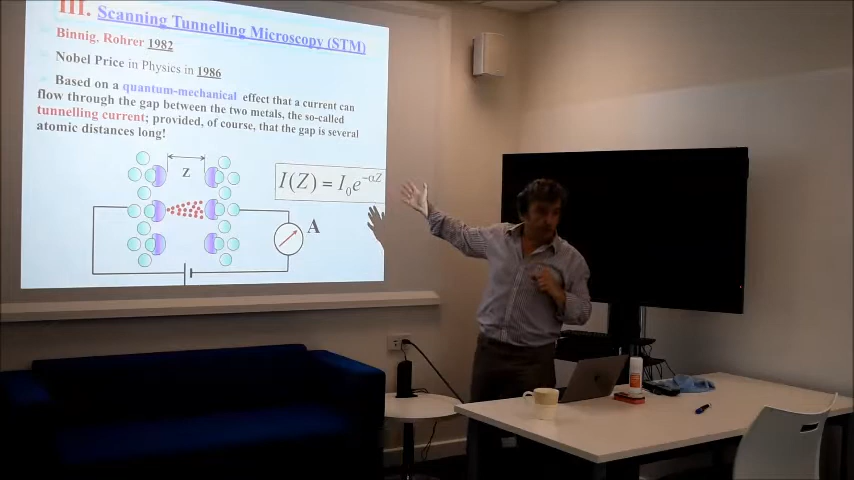 III. Scanning Tunnelling Microscopy (STM)
Binnig, Rohrer 1982
Nobel Price in Physics in 1986
Based on a quantum-mechanical effect that a current can
flow through the gap between the two metals, the so-called
tunnelling current; provided, of course, that the gap is several
atomic distances long!
Z
I(Z) = I₀e^{-αZ}
A